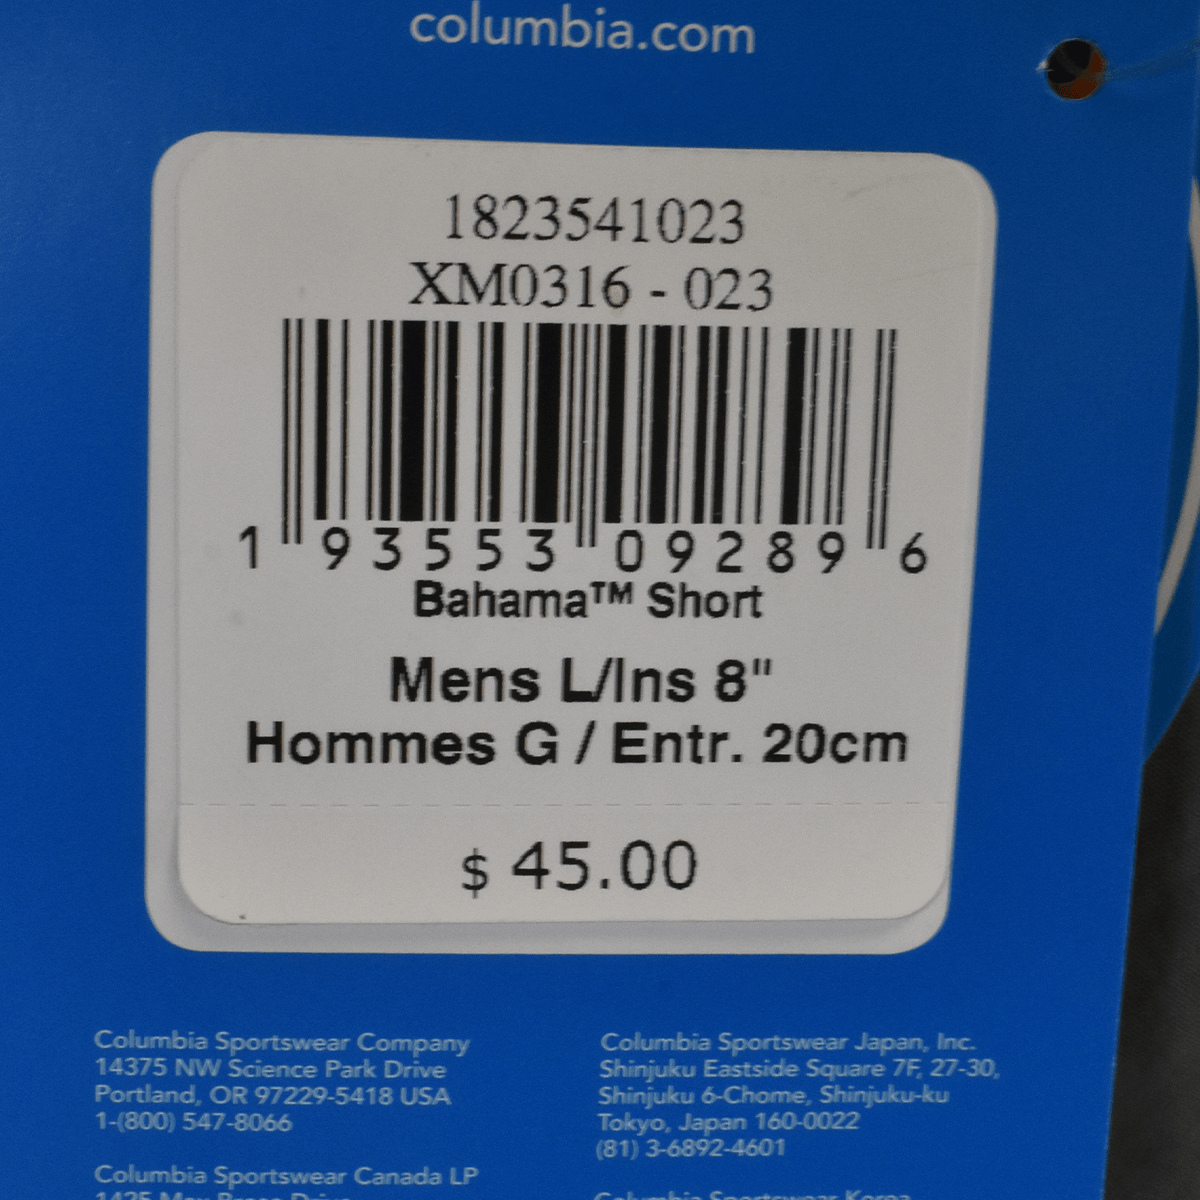 columbia.com
1823541023
XM0316 - 023
1 93553 09289 6
Bahama™ Short
Mens L/Ins 8"
Hommes G / Entr. 20cm
$ 45.00
Columbia Sportswear Company
14375 NW Science Park Drive
Portland, OR 97229-5418 USA
1-(800) 547-8066
Columbia Sportswear Canada LP
Columbia Sportswear Japan, Inc.
Shinjuku Eastside Square 7F, 27-30,
Shinjuku 6-Chome, Shinjuku-ku
Tokyo, Japan 160-0022
(81) 3-6892-4601
Columbia Sportswear Korea